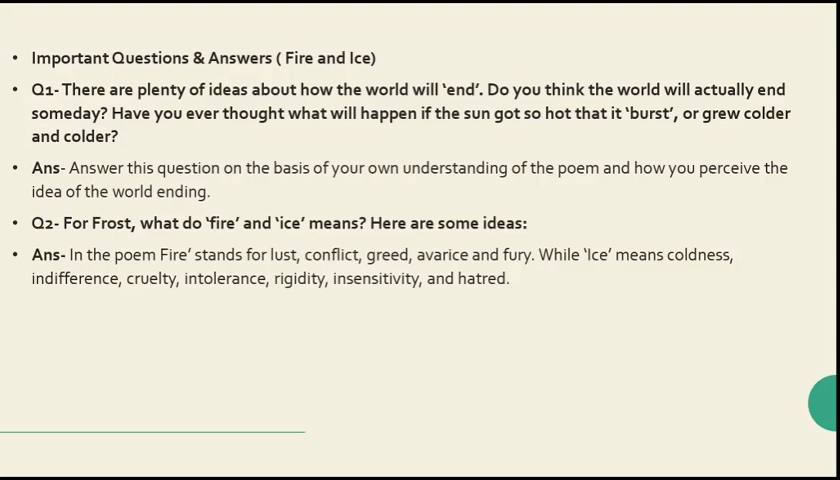 • Important Questions & Answers ( Fire and Ice)
• Q1- There are plenty of ideas about how the world will ‘end’. Do you think the world will actually end
someday? Have you ever thought what will happen if the sun got so hot that it ‘burst’, or grew colder
and colder?
• Ans- Answer this question on the basis of your own understanding of the poem and how you perceive the
idea of the world ending.
• Q2- For Frost, what do ‘fire’ and ‘ice’ means? Here are some ideas:
• Ans- In the poem Fire’ stands for lust, conflict, greed, avarice and fury. While ‘Ice’ means coldness,
indifference, cruelty, intolerance, rigidity, insensitivity, and hatred.